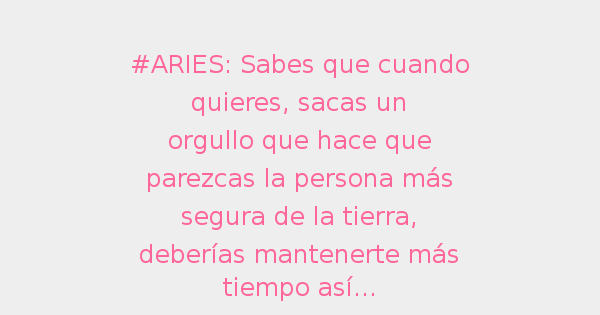 #ARIES: Sabes que cuando
quieres, sacas un
orgullo que hace que
parezcas la persona más
segura de la tierra,
deberías mantenerte más
tiempo así...